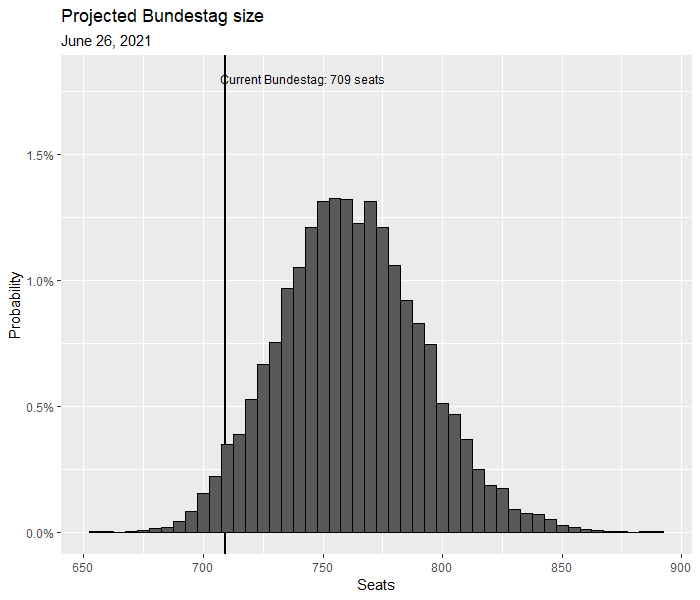 Projected Bundestag size
June 26, 2021
Current Bundestag: 709 seats
1.5%
1.0%
0.5%
0.0%
Probability
650 700 750 800 850 900
Seats